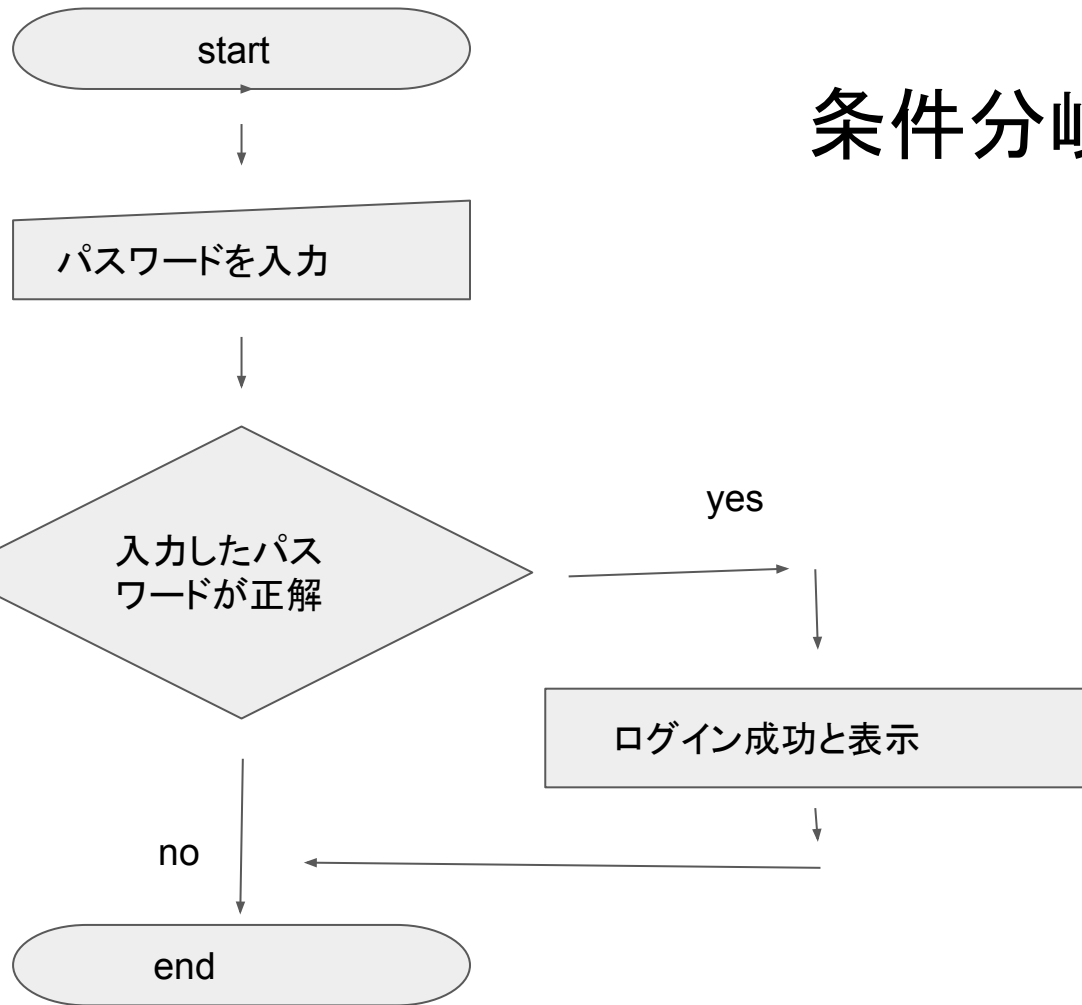 start
条件分岐
パスワードを入力
入力したパス
ワードが正解
yes
ログイン成功と表示
no
end